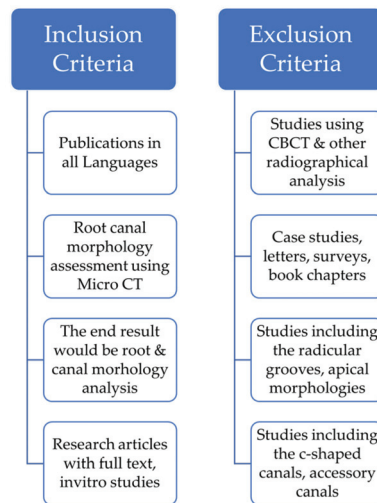 Inclusion
Criteria
Publications in
all Languages
Root canal
morphology
assessment using
Micro CT
The end result
would be root &
canal morhology
analysis
Research articles
with full text,
invitro studies
Exclusion
Criteria
Studies using
CBCT & other
radiographical
analysis
Case studies,
letters, surveys,
book chapters
Studies including
the radicular
grooves, apical
morphologies
Studies including
the c-shaped
canals, accessory
canals